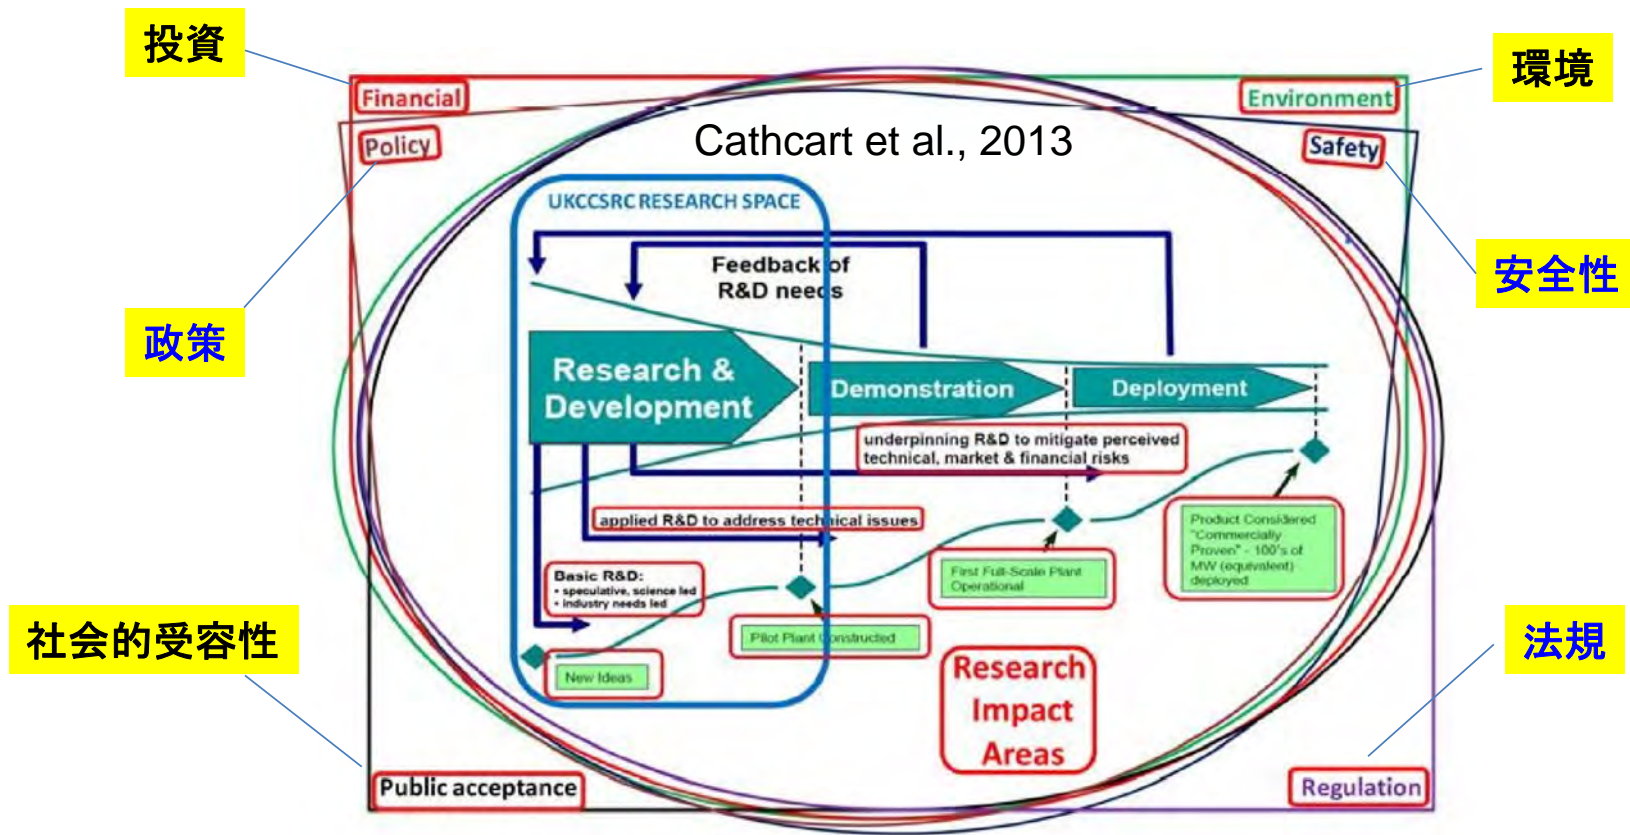 投資
環境
Financial
Environment
Policy
Cathcart et al., 2013
Safety
UKCCSRC RESEARCH SPACE
Feedback of
R&D needs
安全性
政策
Research &
Development
Demonstration
Deployment
underpinning R&D to mitigate perceived
technical, market & financial risks
applied R&D to address technical issues
Product Considered
"Commercially
Proven" - 100's of
MW (equivalent)
deployed
First Full-Scale Plant
Operational
Basic R&D:
• speculative, science led
• industry needs led
Pilot Plant Constructed
New Ideas
社会的受容性
法規
Research
Impact
Areas
Public acceptance
Regulation